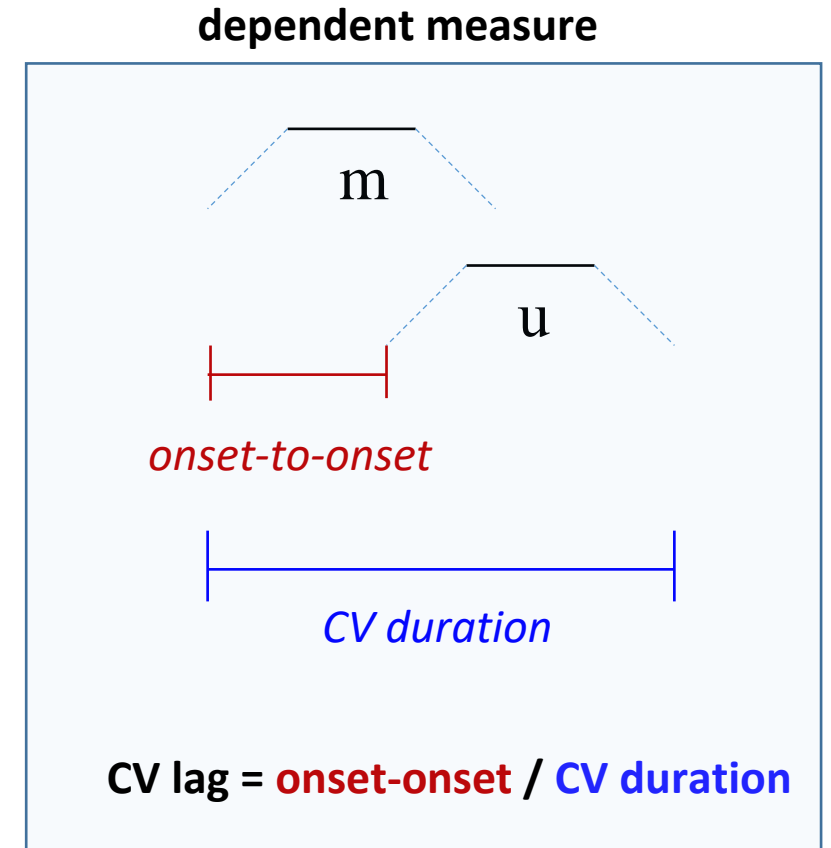 dependent measure
m
u
onset-to-onset
CV duration
CV lag = onset-onset / CV duration